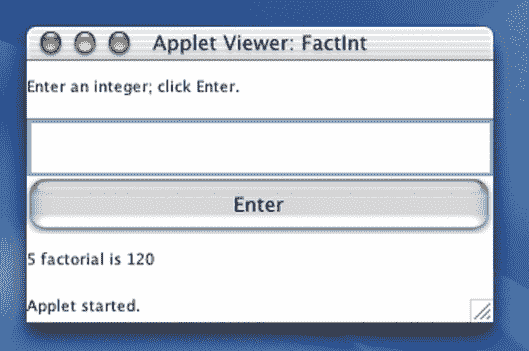 Applet Viewer: FactInt
Enter an integer; click Enter.
Enter
5 factorial is 120
Applet started.